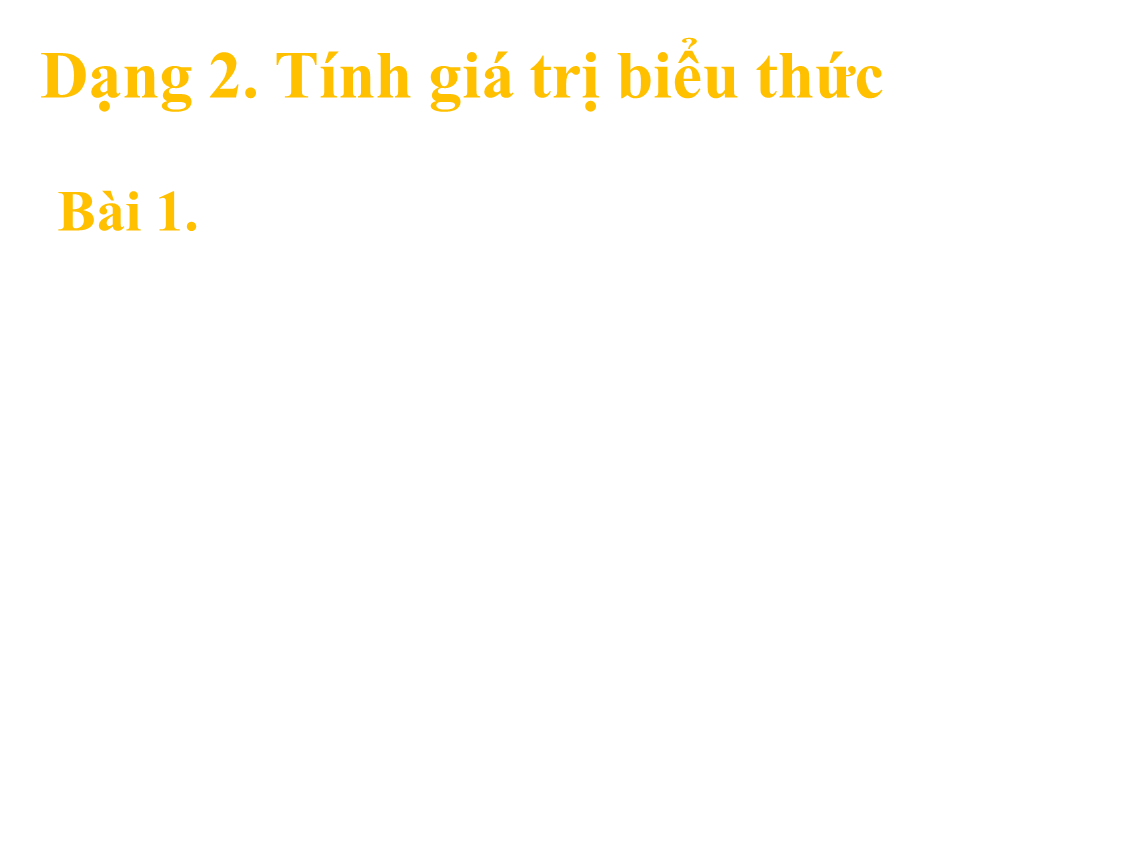 Dạng 2. Tính giá trị biểu thức
Bài 1.